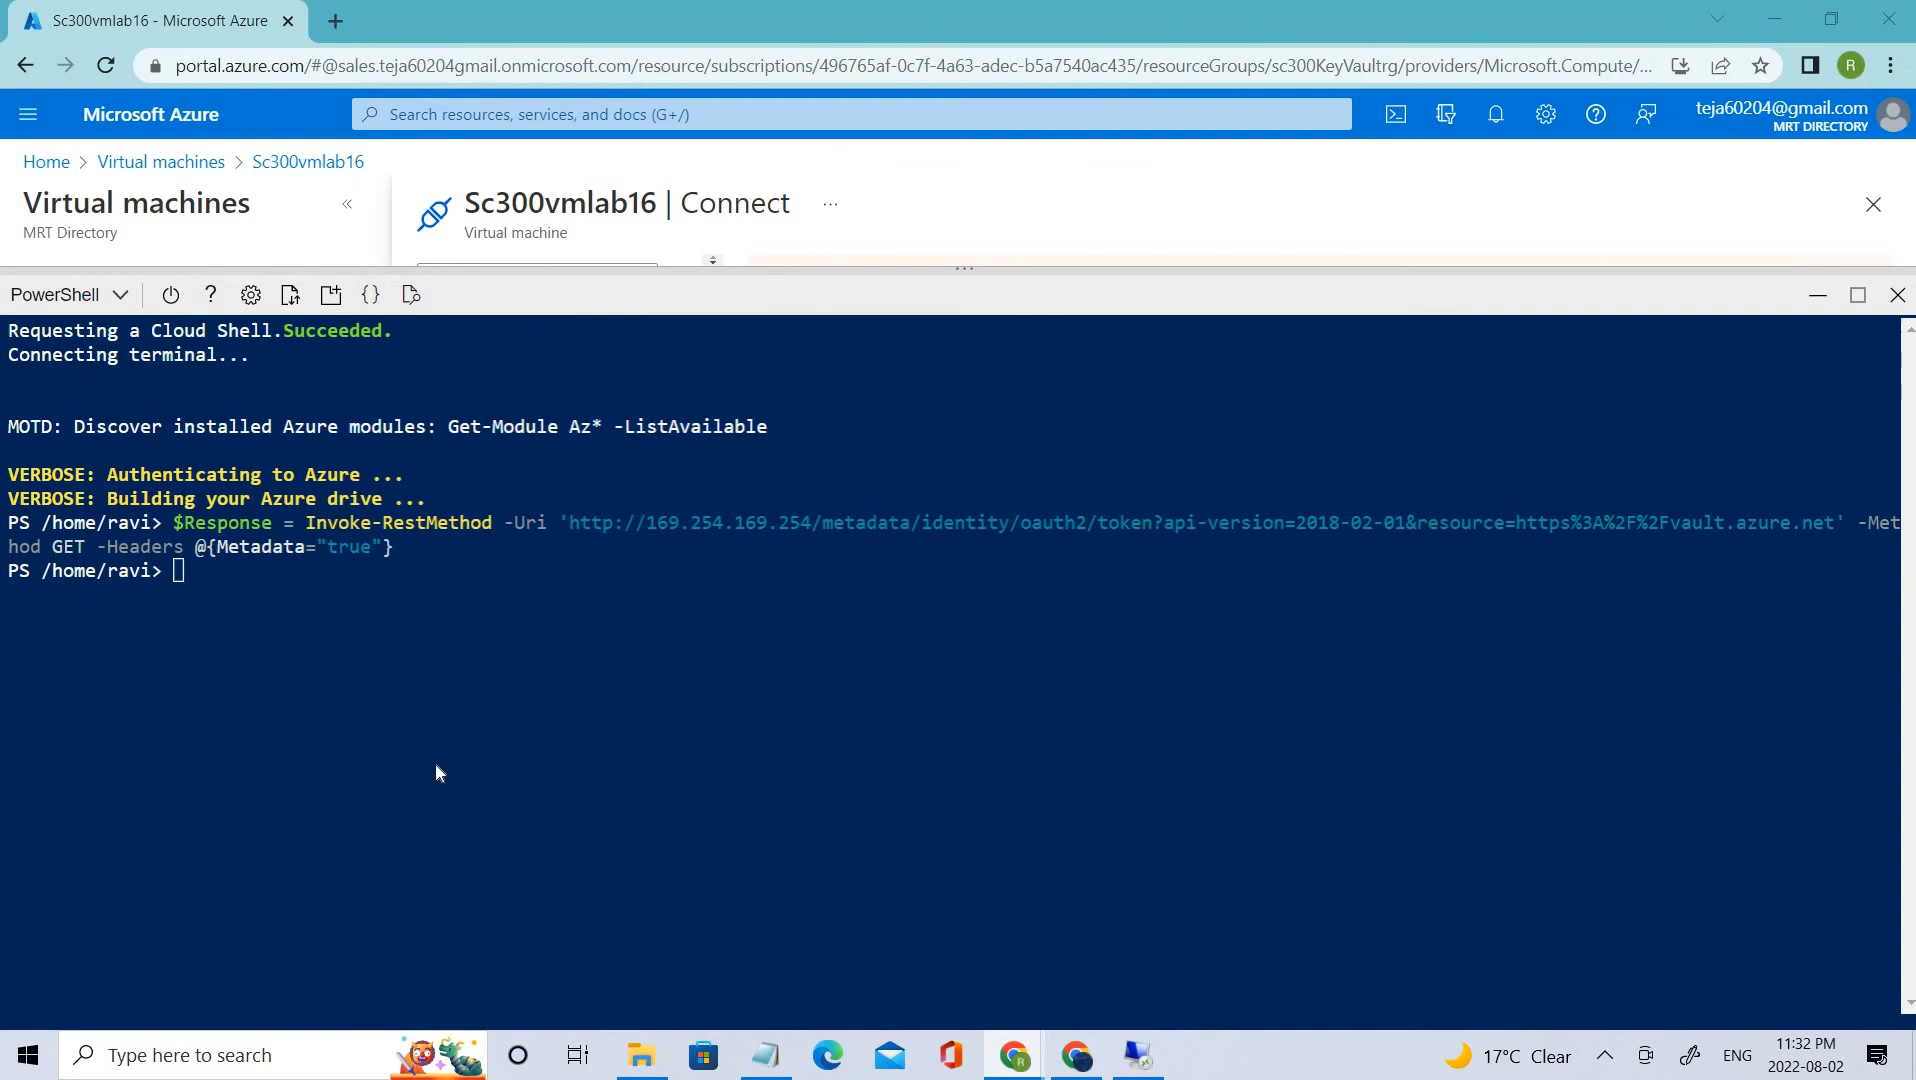 Sc300vmlab16 - Microsoft Azure
portal.azure.com/#@sales.teja60204gmail.onmicrosoft.com/resource/subscriptions/496765af-0c7f-4a63-adec-b5a7540ac435/resourceGroups/sc300KeyVaultrg/providers/Microsoft.Compute/...
R
Microsoft Azure
Search resources, services, and docs (G+/)
teja60204@gmail.com
MRT DIRECTORY
Home > Virtual machines > Sc300vmlab16
Virtual machines
MRT Directory
Sc300vmlab16 | Connect
Virtual machine
PowerShell
Requesting a Cloud Shell.Succeeded.
Connecting terminal...
MOTD: Discover installed Azure modules: Get-Module Az* -ListAvailable
VERBOSE: Authenticating to Azure ...
VERBOSE: Building your Azure drive ...
PS /home/ravi> $Response = Invoke-RestMethod -Uri 'http://169.254.169.254/metadata/identity/oauth2/token?api-version=2018-02-01&resource=https%3A%2F%2Fvault.azure.net' -Met
hod GET -Headers @{Metadata="true"}
PS /home/ravi>
Type here to search
17°C Clear
ENG
11:32 PM
2022-08-02